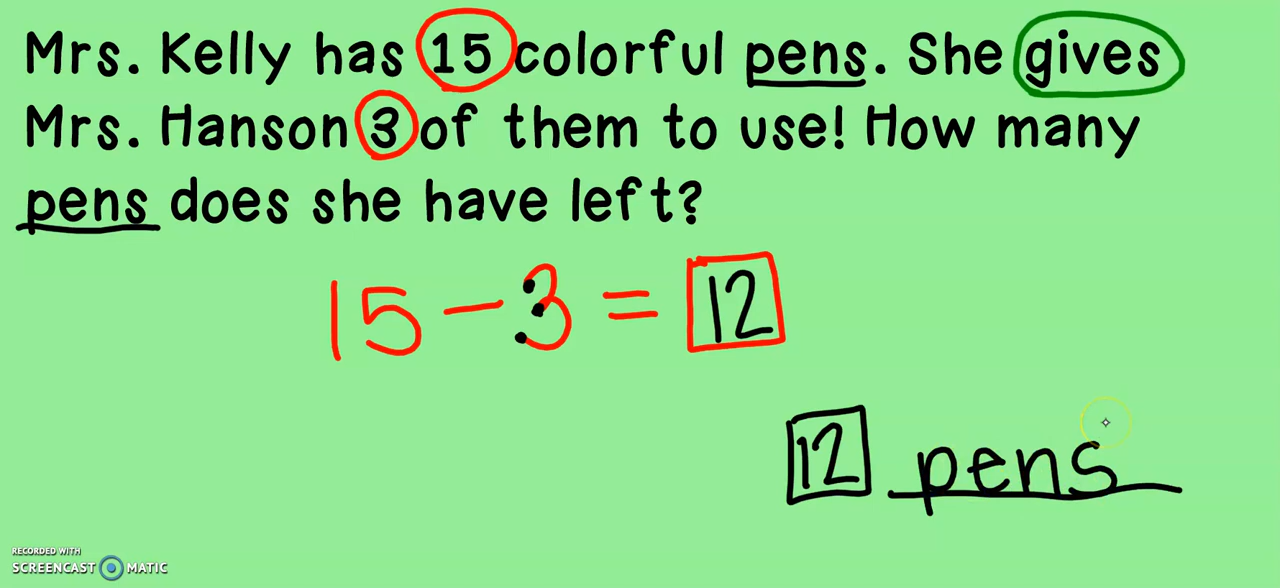 Mrs. Kelly has 15 colorful pens. She gives
Mrs. Hanson 3 of them to use! How many
pens does she have left?
15 - 3 = 12
12 pens
RECORDED WITH
SCREENCAST MATIC